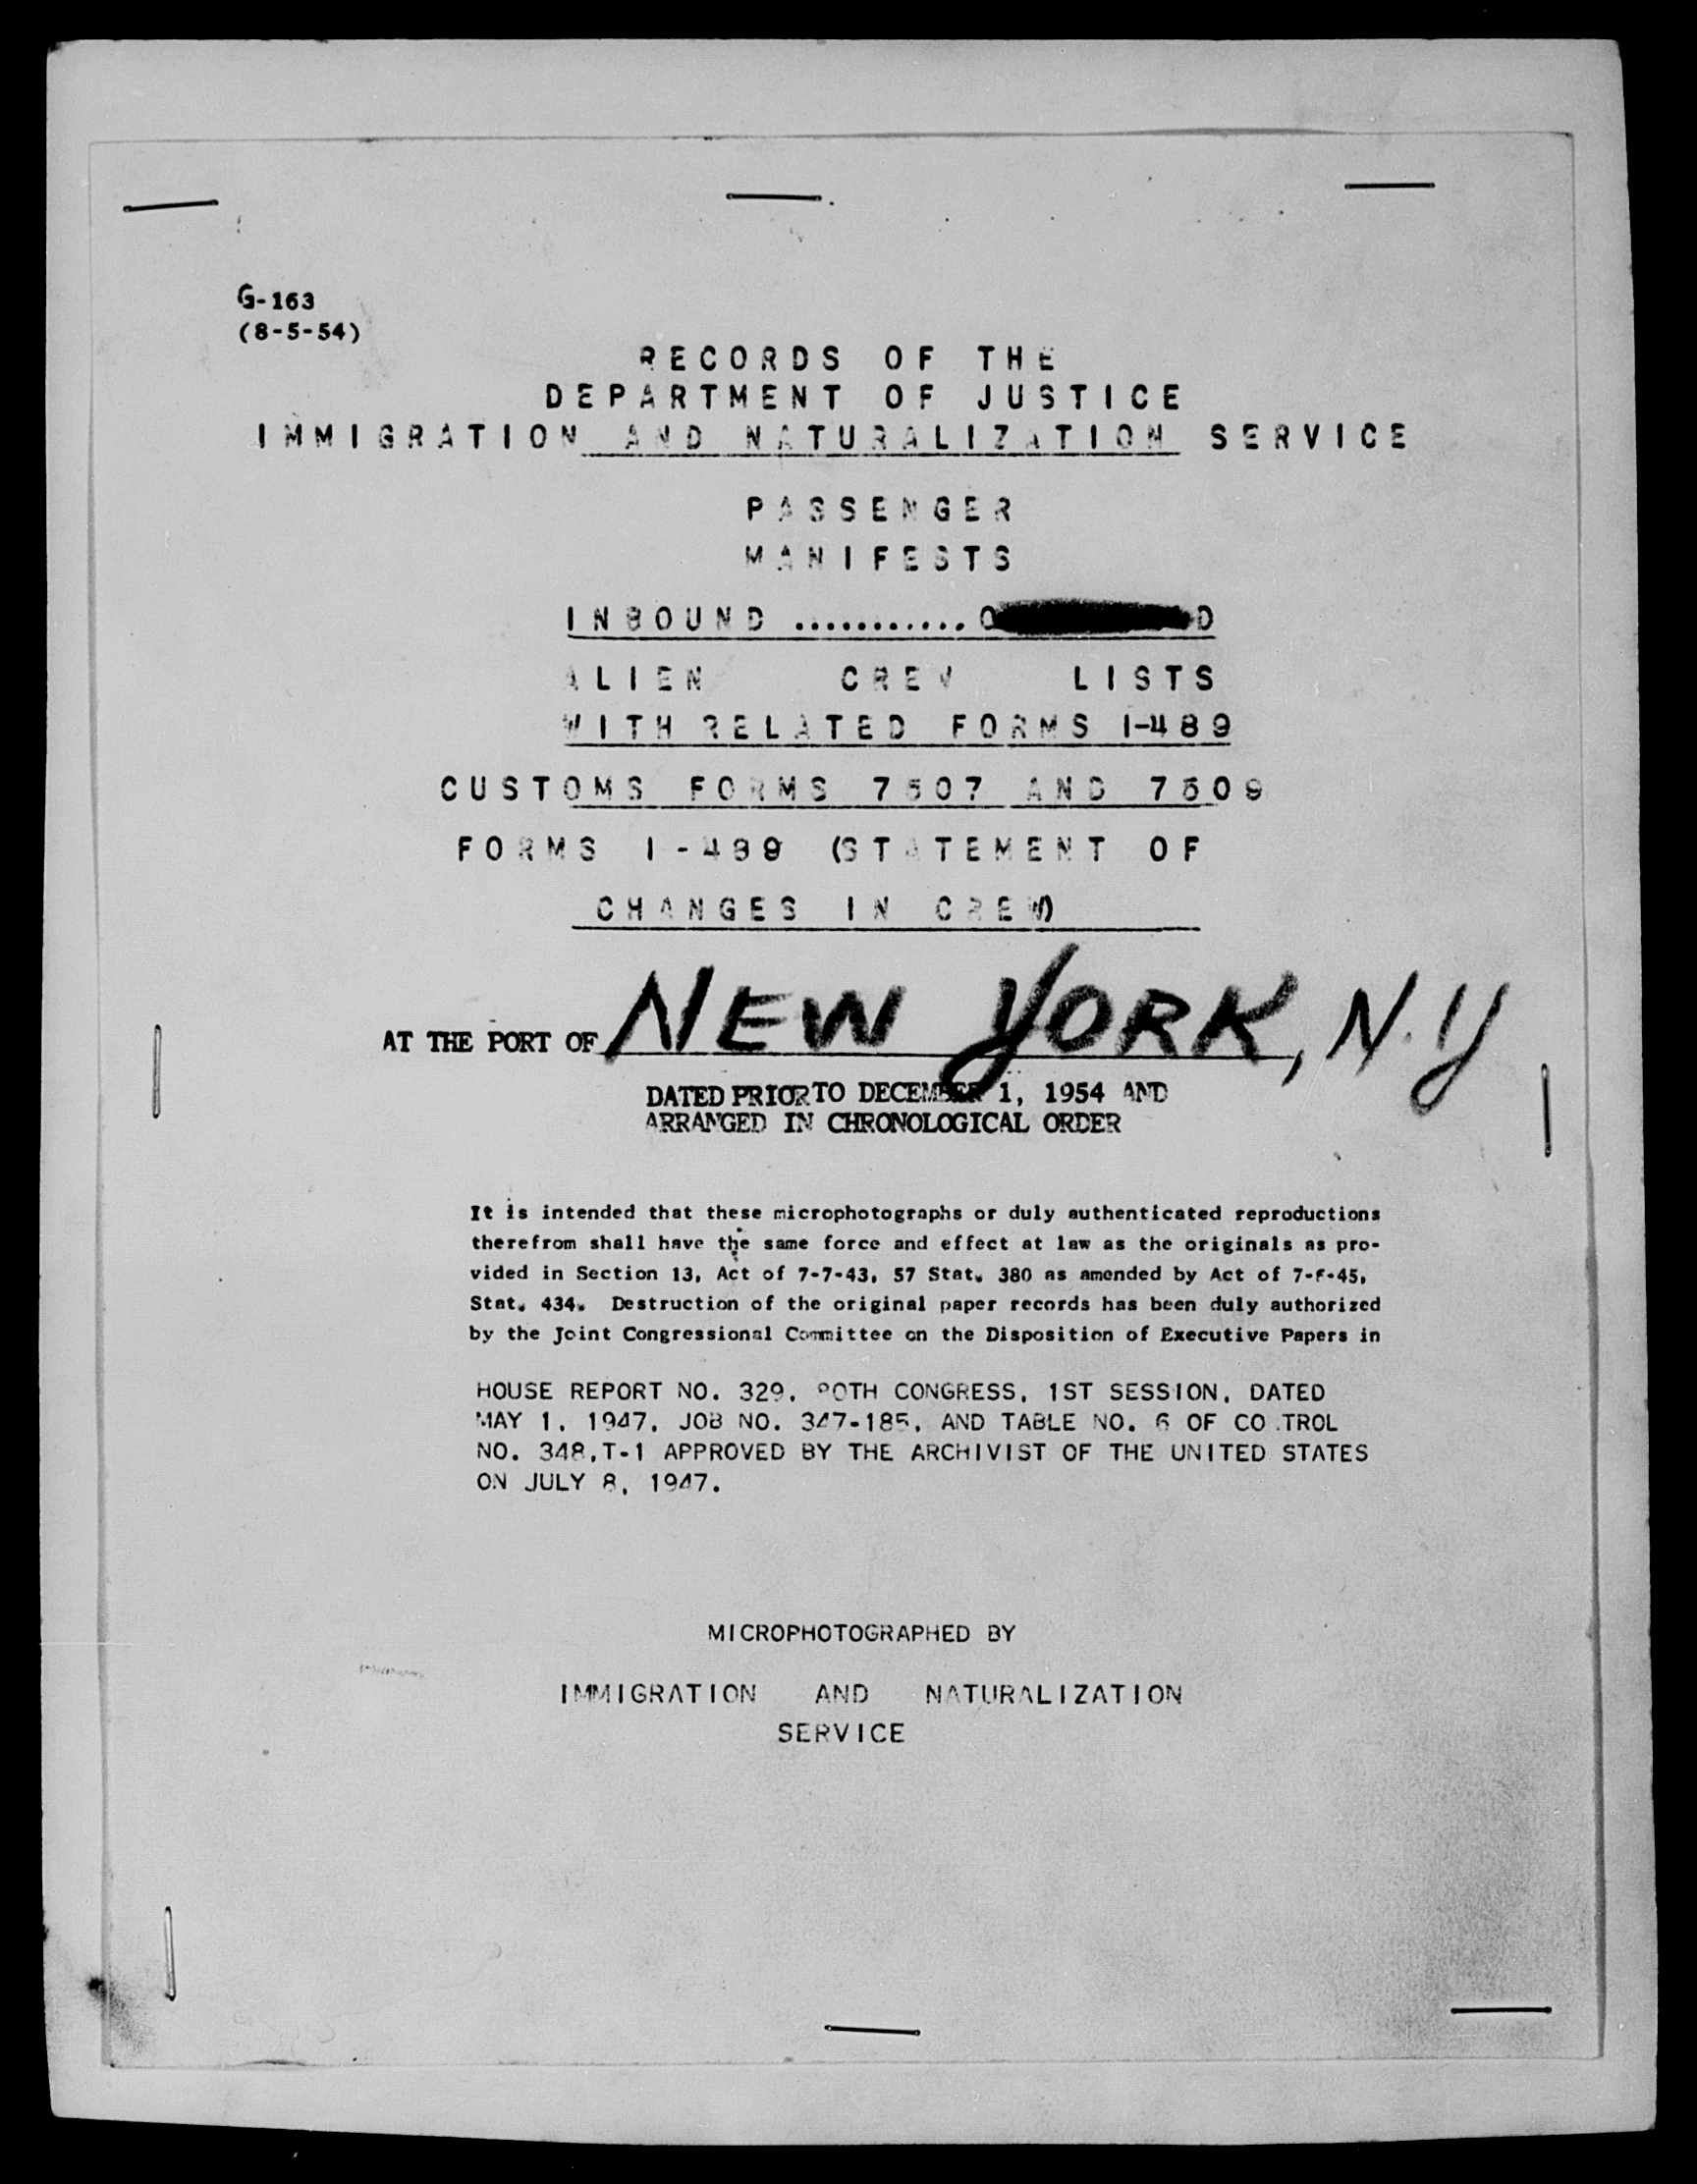 G-163
(8-5-54)
RECORDS OF THE
DEPARTMENT OF JUSTICE
IMMIGRATION AND NATURALIZATION SERVICE
PASSENGER
MANIFESTS
INBOUND ...........O D
ALIEN CREW LISTS
WITH RELATED FORMS I-489
CUSTOMS FORMS 7507 AND 7509
FORMS I-489 (STATEMENT OF
CHANGES IN CREW)
AT THE PORT OF NEW YORK, N.Y
DATED PRIOR TO DECEMBER 1, 1954 AND
ARRANGED IN CHRONOLOGICAL ORDER
It is intended that these microphotographs or duly authenticated reproductions
therefrom shall have the same force and effect at law as the originals as pro-
vided in Section 13, Act of 7-7-43, 57 Stat. 380 as amended by Act of
Stat. 434. Destruction of the original paper records has been duly authorized
by the Joint Congressional Committee on the Disposition of Executive Papers in
HOUSE REPORT NO. 329, 80TH CONGRESS, 1ST SESSION, DATED
MAY 1, 1947, JOB NO. 347-185, AND TABLE NO. 6 OF CO TROL
NO. 348,T-1 APPROVED BY THE ARCHIVIST OF THE UNITED STATES
ON JULY 8, 1947.
MICROPHOTOGRAPHED BY
IMMIGRATION AND NATURALIZATION
SERVICE